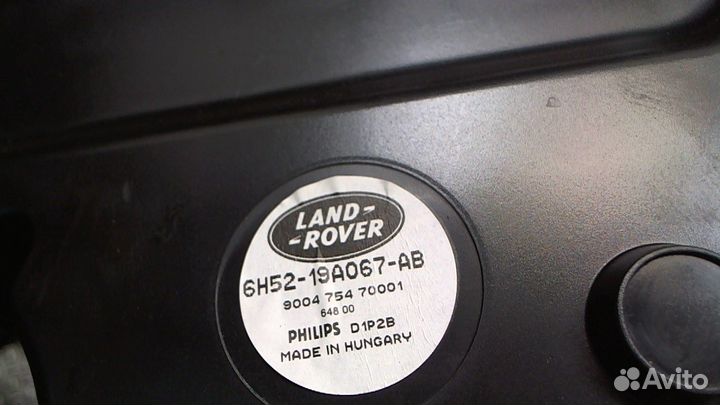 LAND-
-ROVER
6H52-19A067-AB
9004 754 70001
648 00
PHILIPS D1P2B
MADE IN HUNGARY
Avito